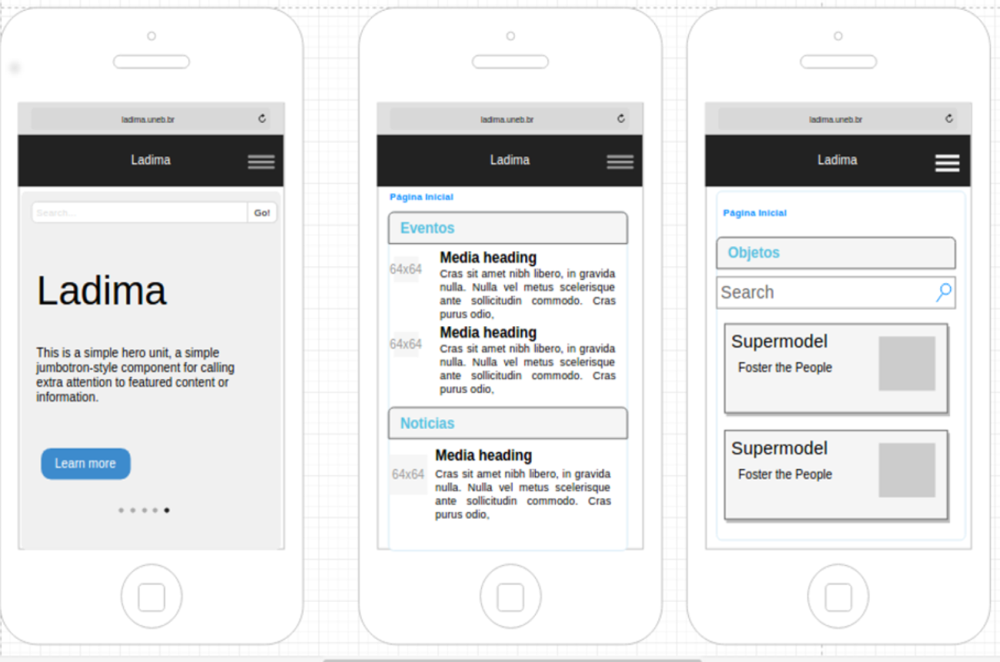 ladima.uneb.br
Ladima
Search...
Go!
Ladima
This is a simple hero unit, a simple
jumbotron-style component for calling
extra attention to featured content or
information.
Learn more
ladima.uneb.br
Ladima
Página Inicial
Eventos
64x64
Media heading
Cras sit amet nibh libero, in gravida
nulla. Nulla vel metus scelerisque
ante sollicitudin commodo. Cras
purus odio,
64x64
Media heading
Cras sit amet nibh libero, in gravida
nulla. Nulla vel metus scelerisque
ante sollicitudin commodo. Cras
purus odio,
Noticias
64x64
Media heading
Cras sit amet nibh libero, in gravida
nulla. Nulla vel metus scelerisque
ante sollicitudin commodo. Cras
purus odio,
ladima.uneb.br
Ladima
Página Inicial
Objetos
Search
Supermodel
Foster the People
Supermodel
Foster the People